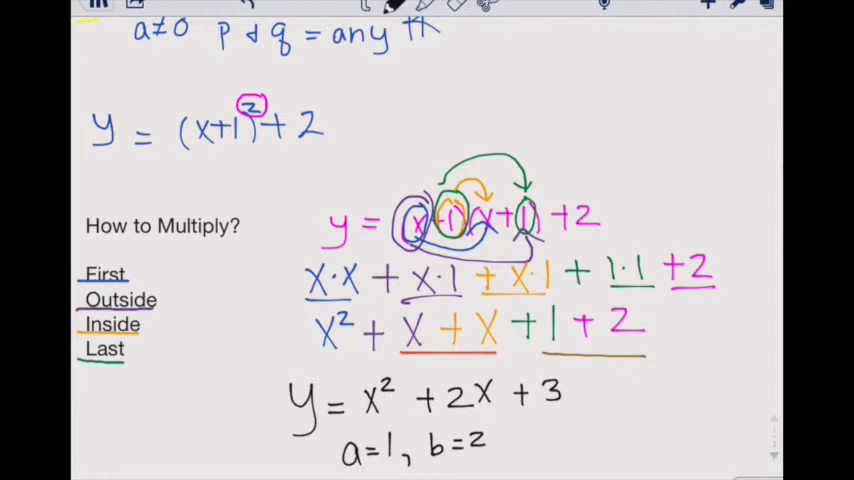 a≠0 p & q = any ℝ
y = (x+1)² + 2
How to Multiply?
y = (x+1)(x+1) + 2
First
x·x + x·1 + x·1 + 1·1 + 2
Outside
Inside
x² + x + x + 1 + 2
Last
y = x² + 2x + 3
a=1, b=2